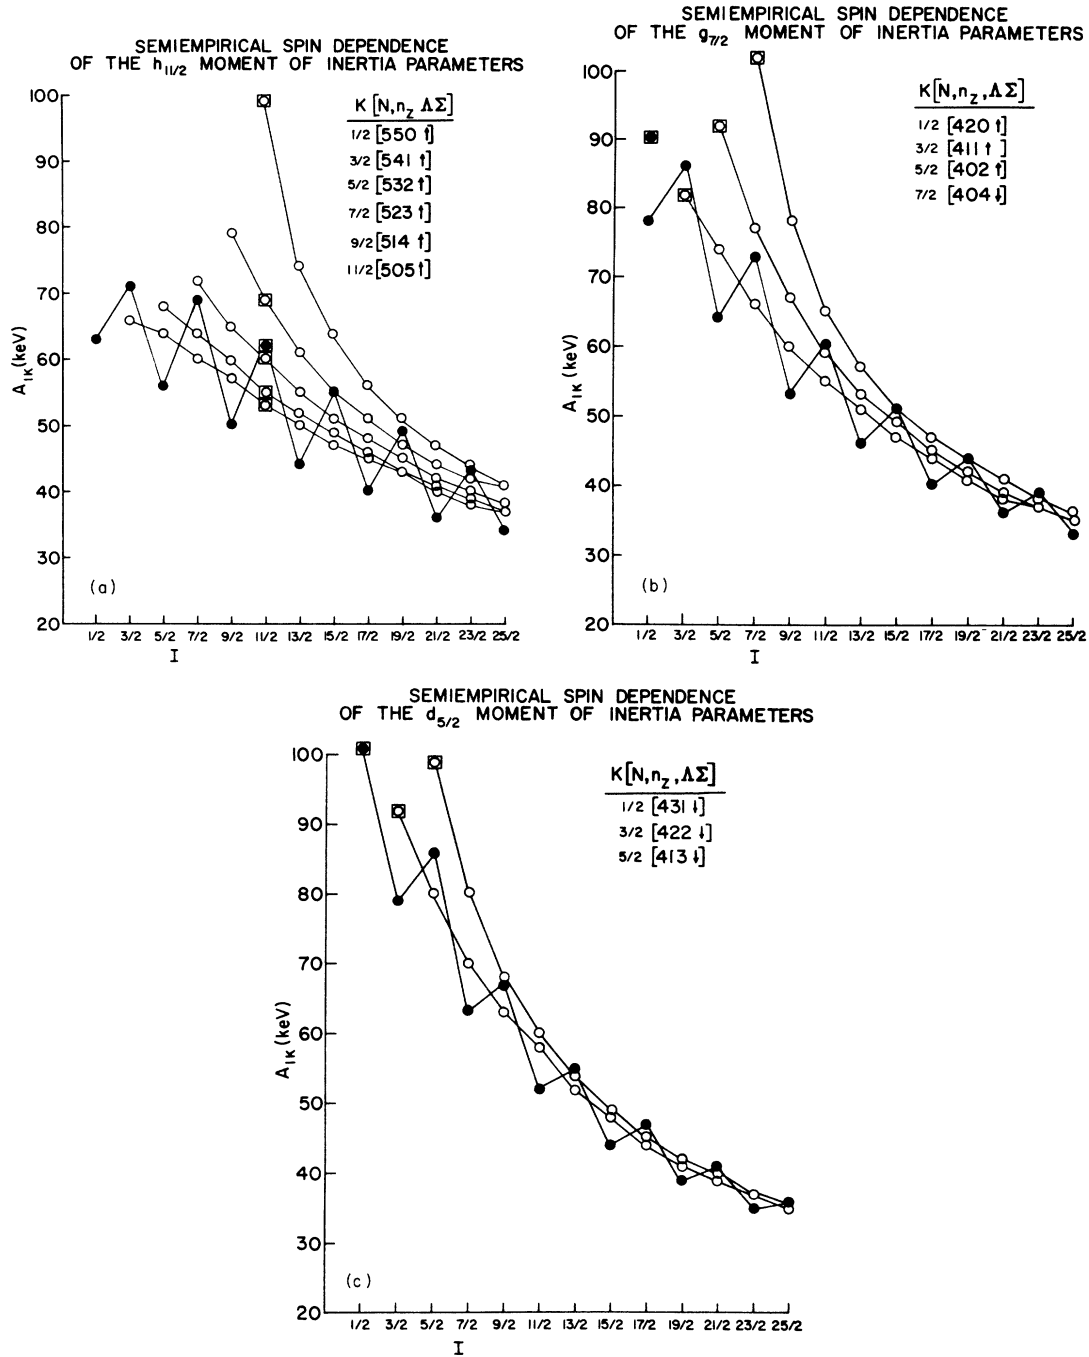 SEMIEMPIRICAL SPIN DEPENDENCE
OF THE h11/2 MOMENT OF INERTIA PARAMETERS
K [N, nz ΛΣ]
1/2 [550 ↑]
3/2 [541 ↑]
5/2 [532 ↑]
7/2 [523 ↑]
9/2 [514 ↑]
11/2 [505 ↑]
100
90
80
70
60
50
40
30
20
AIK (keV)
(a)
1/2 3/2 5/2 7/2 9/2 11/2 13/2 15/2 17/2 19/2 21/2 23/2 25/2
I
SEMIEMPIRICAL SPIN DEPENDENCE
OF THE g7/2 MOMENT OF INERTIA PARAMETERS
K[N, nz, ΛΣ]
1/2 [420 ↑]
3/2 [411 ↑]
5/2 [402 ↑]
7/2 [404 ↓]
100
90
80
70
60
50
40
30
20
AIK (keV)
(b)
1/2 3/2 5/2 7/2 9/2 11/2 13/2 15/2 17/2 19/2 21/2 23/2 25/2
I
SEMIEMPIRICAL SPIN DEPENDENCE
OF THE d5/2 MOMENT OF INERTIA PARAMETERS
K[N, nz, ΛΣ]
1/2 [431 ↓]
3/2 [422 ↓]
5/2 [413 ↓]
100
90
80
70
60
50
40
30
20
AIK (keV)
(c)
1/2 3/2 5/2 7/2 9/2 11/2 13/2 15/2 17/2 19/2 21/2 23/2 25/2
I